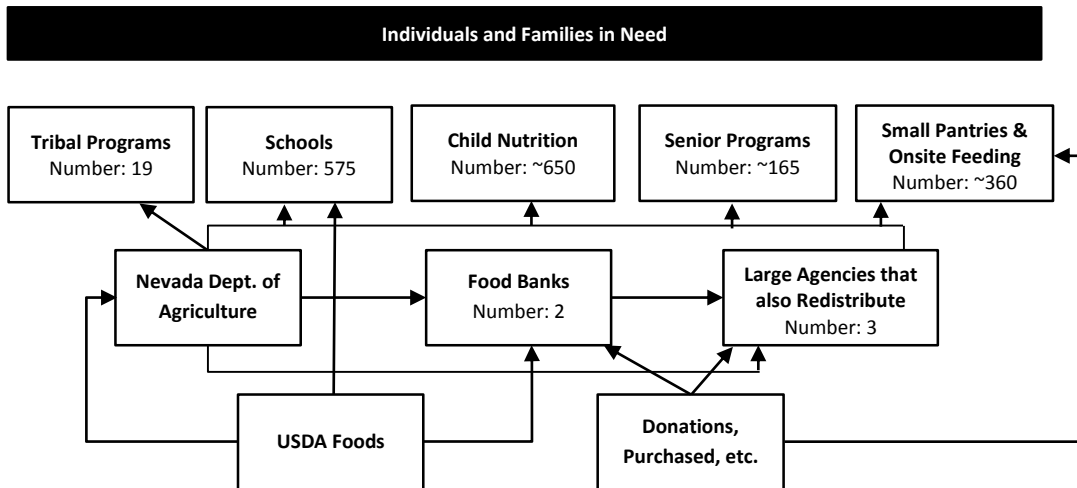 Individuals and Families in Need
Tribal Programs
Number: 19
Schools
Number: 575
Child Nutrition
Number: ~650
Senior Programs
Number: ~165
Small Pantries &
Onsite Feeding
Number: ~360
Nevada Dept. of
Agriculture
Food Banks
Number: 2
Large Agencies that
also Redistribute
Number: 3
USDA Foods
Donations,
Purchased, etc.